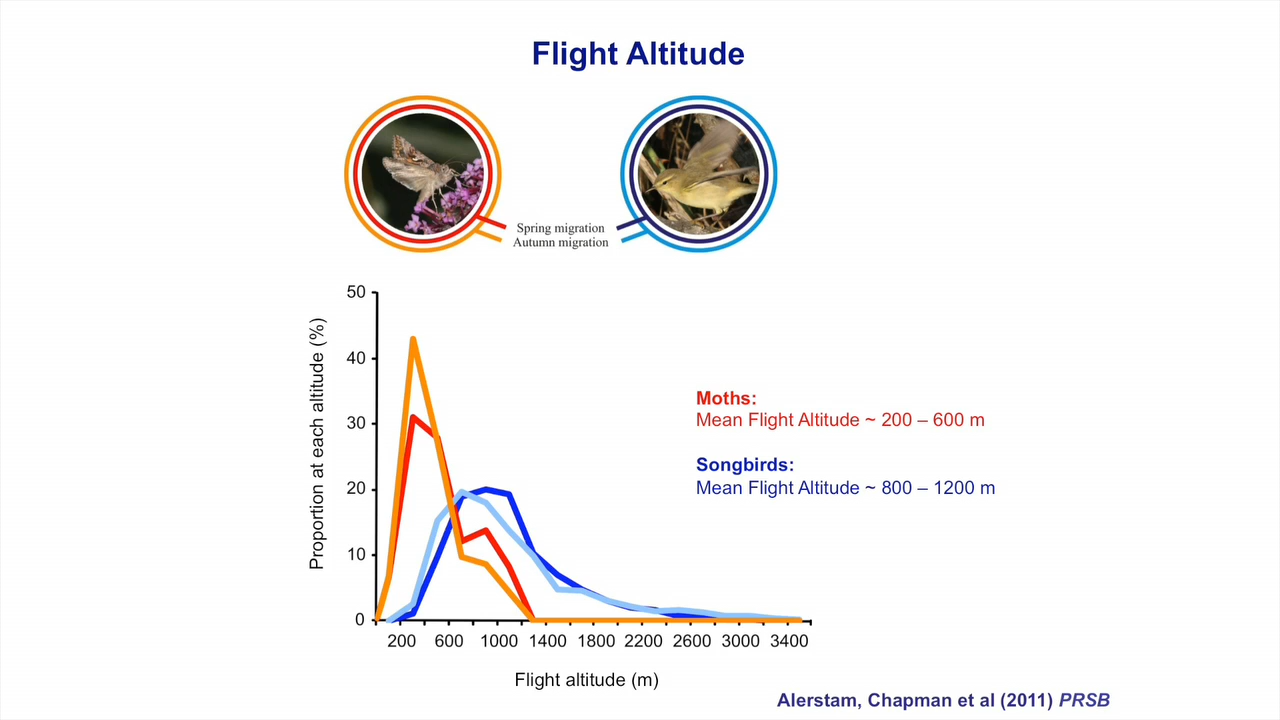 Flight Altitude
Spring migration
Autumn migration
Proportion at each altitude (%)
50
40
30
20
10
0
200 600 1000 1400 1800 2200 2600 3000 3400
Flight altitude (m)
Moths:
Mean Flight Altitude ~ 200 – 600 m
Songbirds:
Mean Flight Altitude ~ 800 – 1200 m
Alerstam, Chapman et al (2011) PRSB